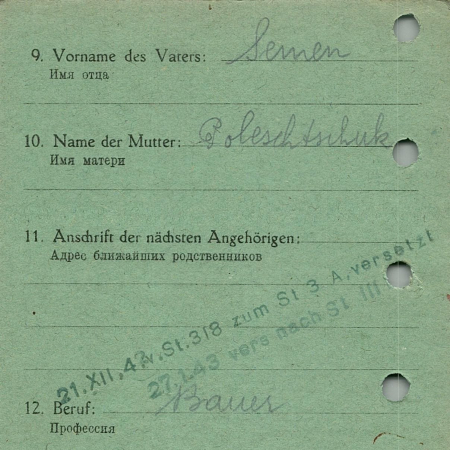 9. Vorname des Vaters: Semen
Имя отца
10. Name der Mutter: Poleschtschuk
Имя матери
11. Anschrift der nächsten Angehörigen:
Адрес ближайших родственников
21.XII.42 v.St.318 zum St 3 A.versetzt
27.1.43 vers nach St III
12. Beruf: Bauer
Профессия